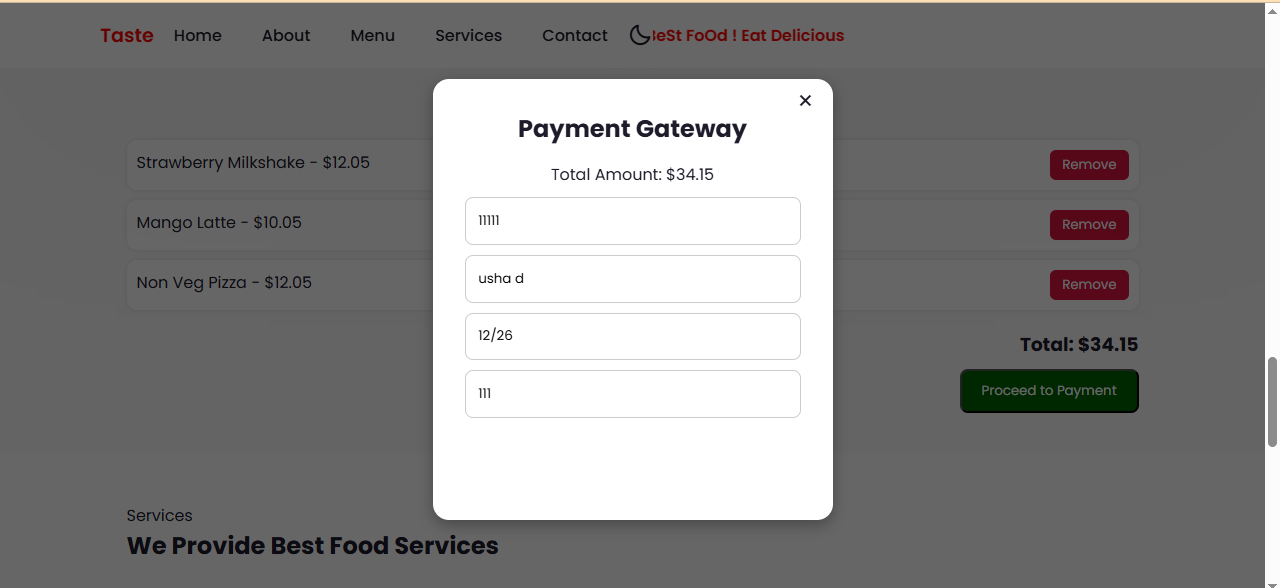 Taste Home About Menu Services Contact eSt FoOd ! Eat Delicious
×
Payment Gateway
Total Amount: $34.15
11111
usha d
12/26
111
Strawberry Milkshake - $12.05 Remove
Mango Latte - $10.05 Remove
Non Veg Pizza - $12.05 Remove
Total: $34.15
Proceed to Payment
Services
We Provide Best Food Services